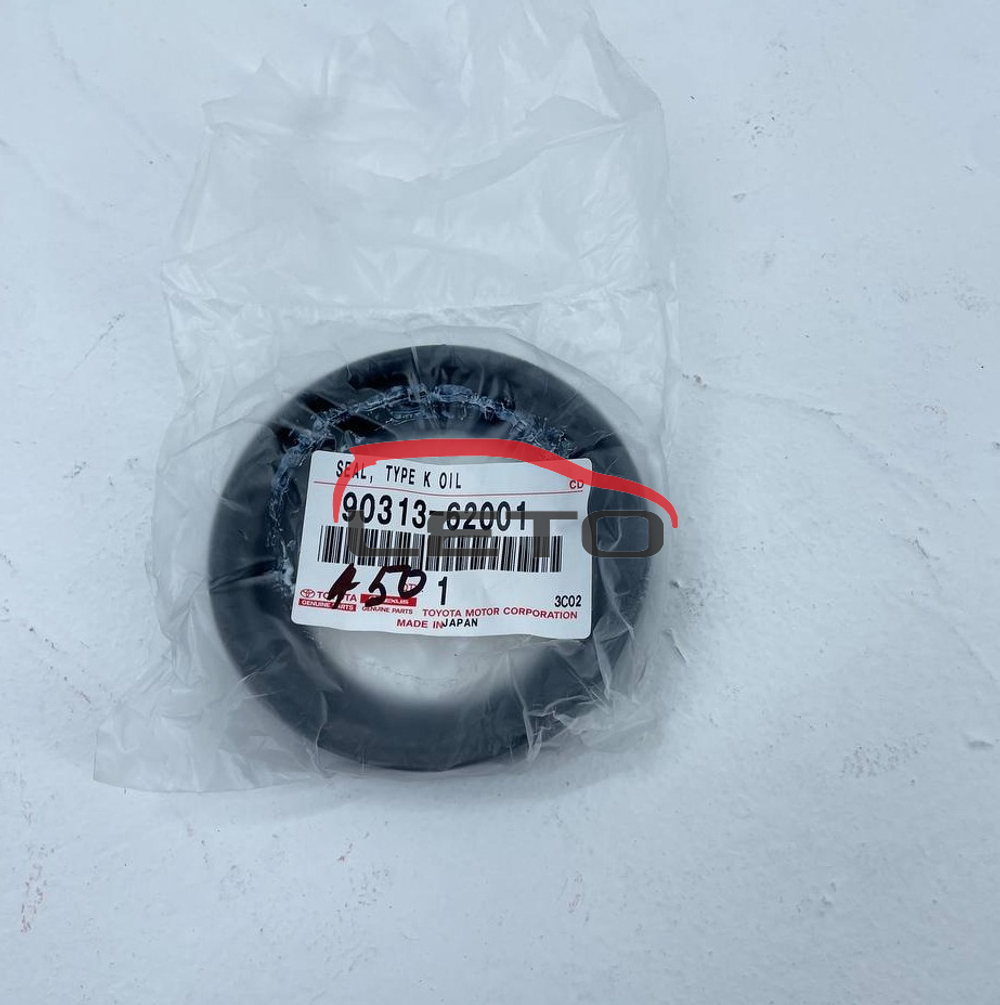 SEAL, TYPE K OIL
CD
90313-62001
LETO
A50 1
3C02
TOYOTA
GENUINE PARTS
GENUINE PARTS
TOYOTA MOTOR CORPORATION
MADE IN JAPAN